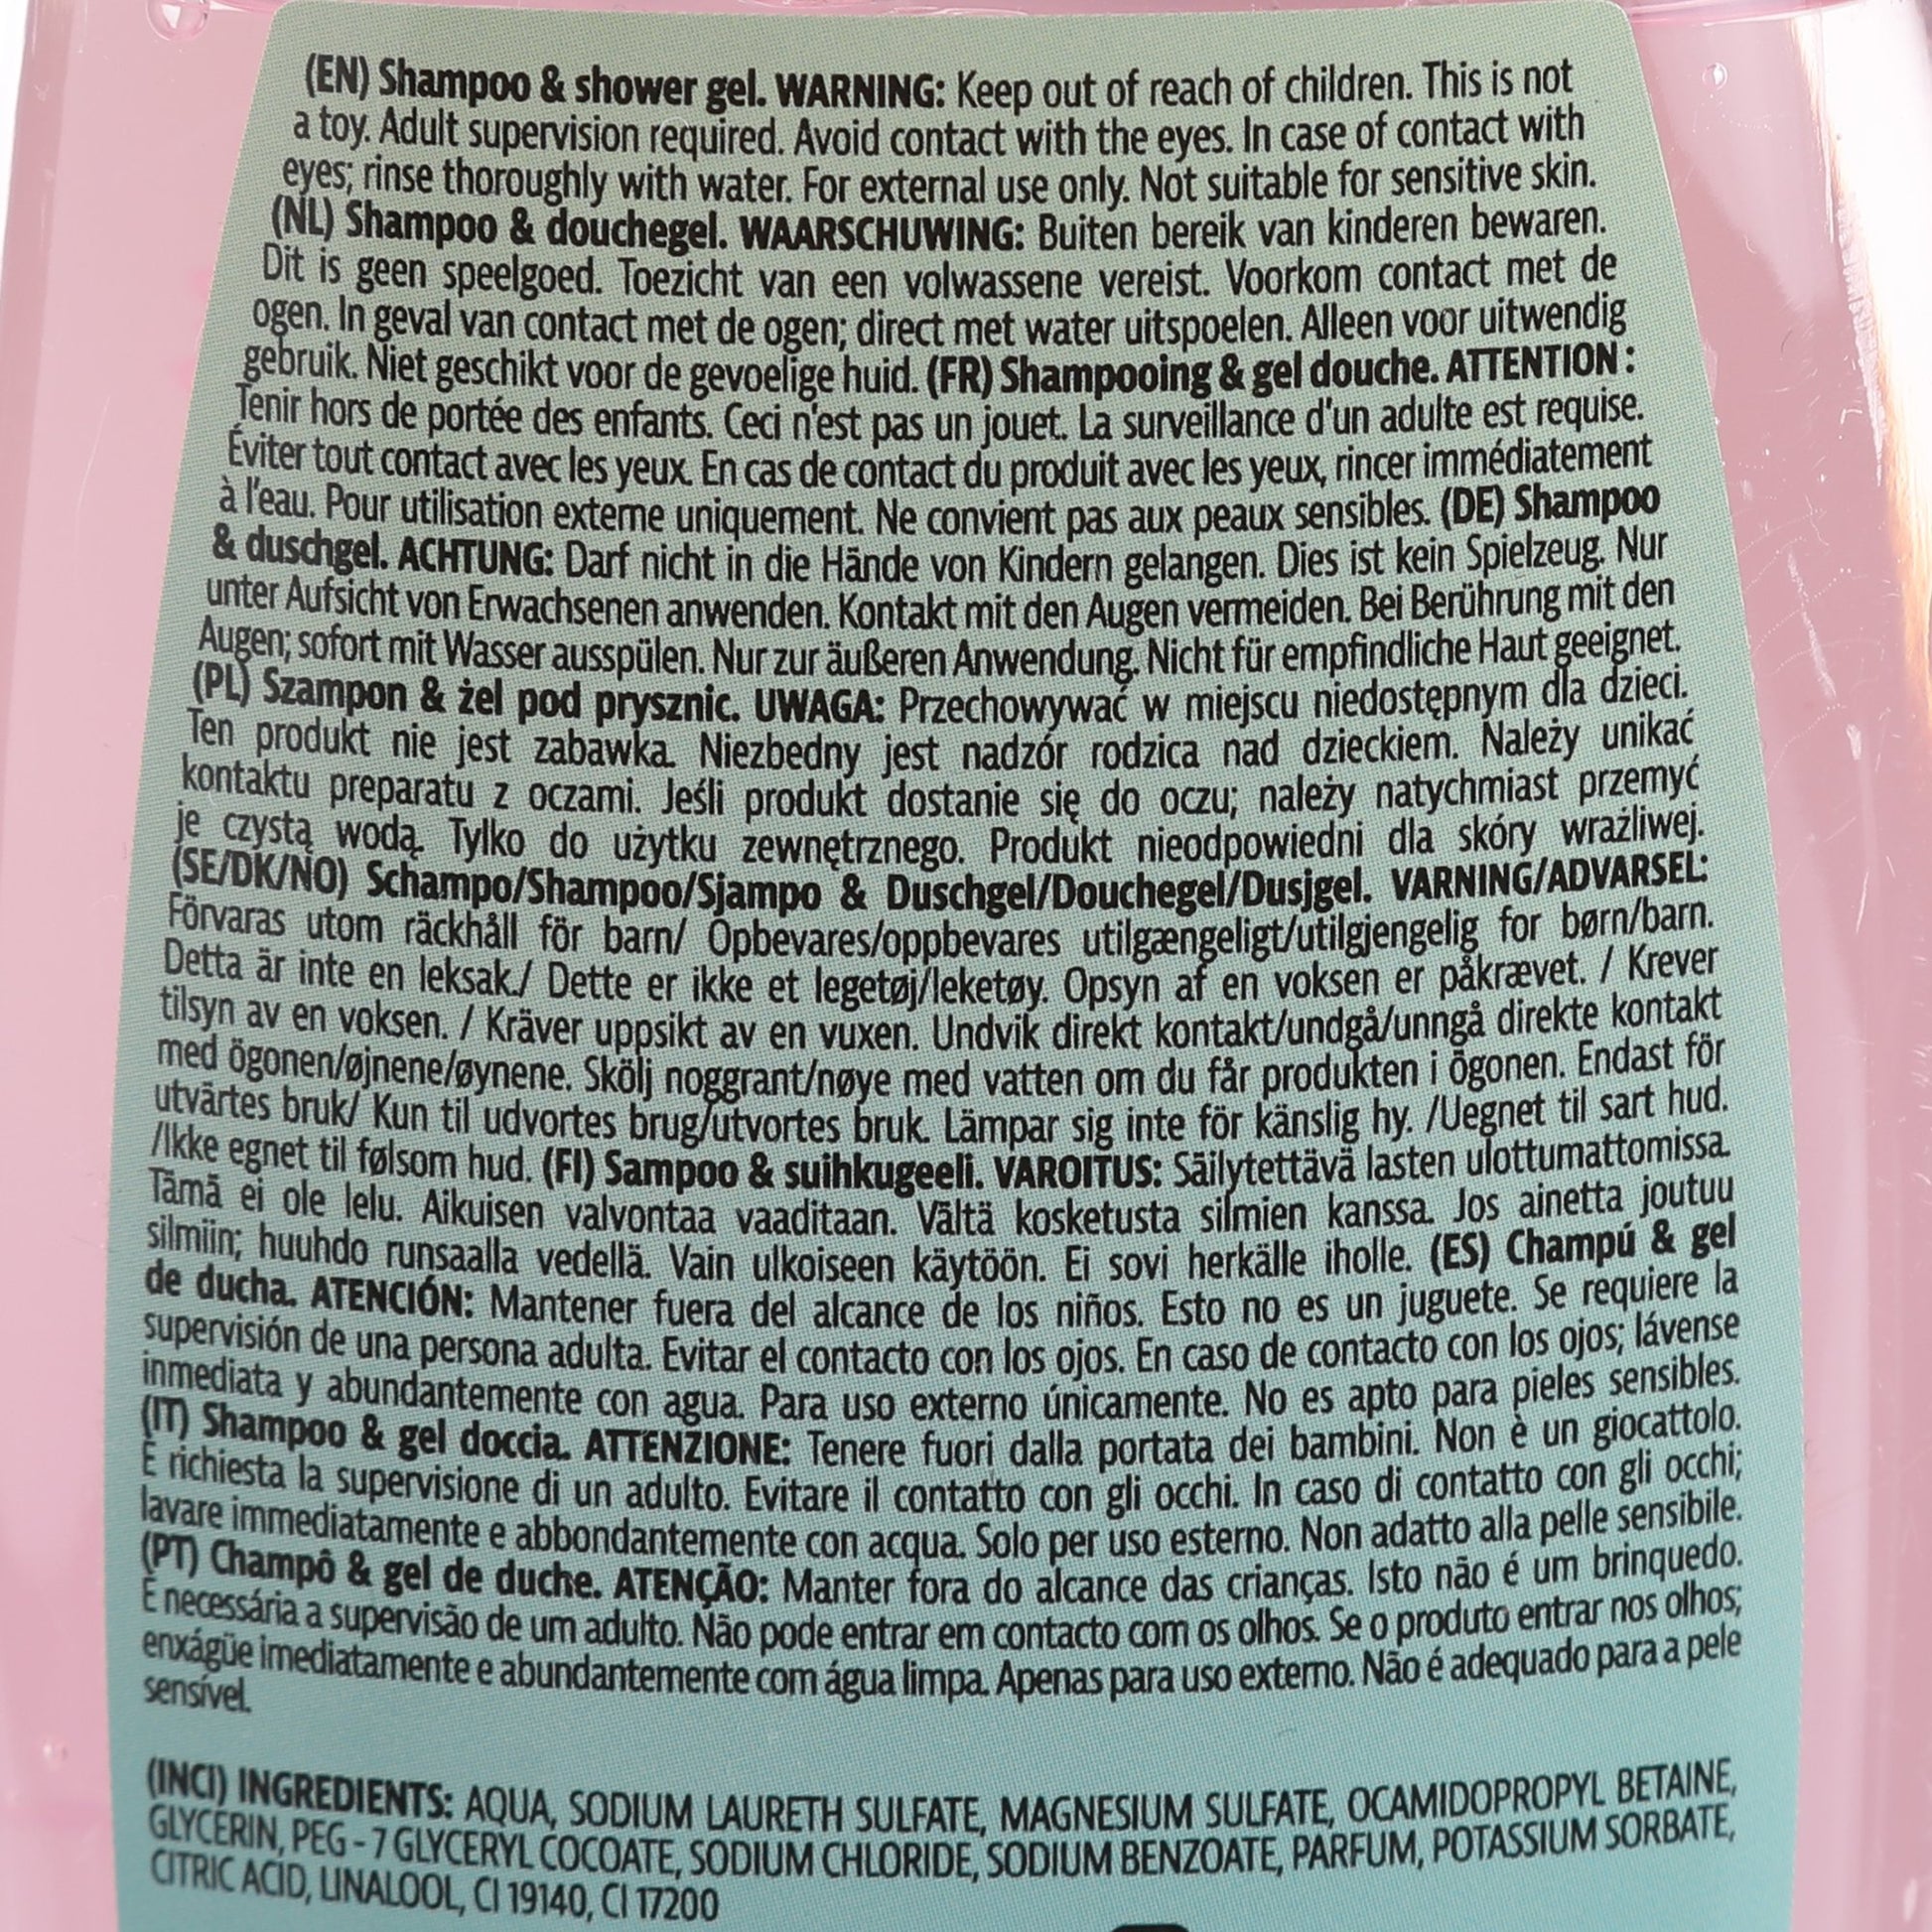 (EN) Shampoo & shower gel. WARNING: Keep out of reach of children. This is not
a toy. Adult supervision required. Avoid contact with the eyes. In case of contact with
eyes; rinse thoroughly with water. For external use only. Not suitable for sensitive skin.
(NL) Shampoo & douchegel. WAARSCHUWING: Buiten bereik van kinderen bewaren.
Dit is geen speelgoed. Toezicht van een volwassene vereist. Voorkom contact met de
ogen. In geval van contact met de ogen; direct met water uitspoelen. Alleen voor uitwendig
gebruik. Niet geschikt voor de gevoelige huid. (FR) Shampooing & gel douche. ATTENTION :
Tenir hors de portée des enfants. Ceci n'est pas un jouet. La surveillance d'un adulte est requise.
Éviter tout contact avec les yeux. En cas de contact du produit avec les yeux, rincer immédiatement
à l'eau. Pour utilisation externe uniquement. Ne convient pas aux peaux sensibles. (DE) Shampoo
& duschgel. ACHTUNG: Darf nicht in die Hände von Kindern gelangen. Dies ist kein Spielzeug. Nur
unter Aufsicht von Erwachsenen anwenden. Kontakt mit den Augen vermeiden. Bei Berührung mit den
Augen; sofort mit Wasser ausspülen. Nur zur äußeren Anwendung. Nicht für empfindliche Haut geeignet.
(PL) Szampon & żel pod prysznic. UWAGA: Przechowywać w miejscu niedostępnym dla dzieci.
Ten produkt nie jest zabawka. Niezbedny jest nadzór rodzica nad dzieckiem. Należy unikać
kontaktu preparatu z oczami. Jeśli produkt dostanie się do oczu; należy natychmiast przemyć
je czystą wodą. Tylko do użytku zewnętrznego. Produkt nieodpowiedni dla skóry wrażliwej.
(SE/DK/NO) Schampo/Shampoo/Sjampo & Duschgel/Douchegel/Dusjgel. VARNING/ADVARSEL:
Förvaras utom räckhåll för barn/ Opbevares/oppbevares utilgængeligt/utilgjengelig for børn/barn.
Detta är inte en leksak./ Dette er ikke et legetøj/leketøy. Opsyn af en voksen er påkrævet. / Krever
tilsyn av en voksen. / Kräver uppsikt av en vuxen. Undvik direkt kontakt/undgå/unngå direkte kontakt
med ögonen/øjnene/øynene. Skölj noggrant/nøye med vatten om du får produkten i ögonen. Endast för
utvärtes bruk/ Kun til udvortes brug/utvortes bruk. Lämpar sig inte för känslig hy. /Uegnet til sart hud.
/Ikke egnet til følsom hud. (FI) Sampoo & suihkugeeli. VAROITUS: Säilytettävä lasten ulottumattomissa.
Tämä ei ole lelu. Aikuisen valvontaa vaaditaan. Vältä kosketusta silmien kanssa. Jos ainetta joutuu
silmiin; huuhdo runsaalla vedellä. Vain ulkoiseen käytöön. Ei sovi herkälle iholle. (ES) Champú & gel
de ducha. ATENCIÓN: Mantener fuera del alcance de los niños. Esto no es un juguete. Se requiere la
supervisión de una persona adulta. Evitar el contacto con los ojos. En caso de contacto con los ojos; lávense
inmediata y abundantemente con agua. Para uso externo únicamente. No es apto para pieles sensibles.
(IT) Shampoo & gel doccia. ATTENZIONE: Tenere fuori dalla portata dei bambini. Non è un giocattolo.
È richiesta la supervisione di un adulto. Evitare il contatto con gli occhi. In caso di contatto con gli occhi;
lavare immediatamente e abbondantemente con acqua. Solo per uso esterno. Non adatto alla pelle sensibile.
(PT) Champô & gel de duche. ATENÇÃO: Manter fora do alcance das crianças. Isto não é um brinquedo.
É necessária a supervisão de um adulto. Não pode entrar em contacto com os olhos. Se o produto entrar nos olhos;
enxágüe imediatamente e abundantemente com água limpa. Apenas para uso externo. Não é adequado para a pele
sensível.
(INCI) INGREDIENTS: AQUA, SODIUM LAURETH SULFATE, MAGNESIUM SULFATE, OCAMIDOPROPYL BETAINE,
GLYCERIN, PEG - 7 GLYCERYL COCOATE, SODIUM CHLORIDE, SODIUM BENZOATE, PARFUM, POTASSIUM SORBATE,
CITRIC ACID, LINALOOL, CI 19140, CI 17200